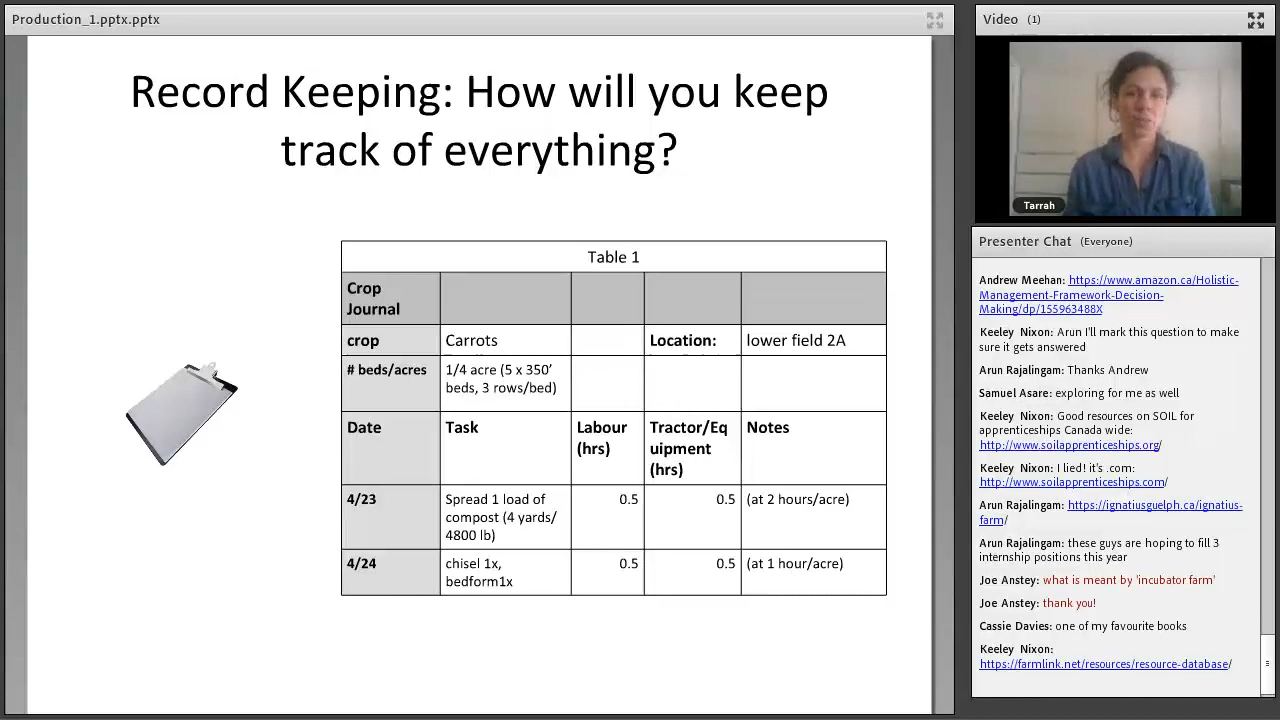 Production_1.pptx.pptx
Record Keeping: How will you keep
track of everything?
Table 1
Crop
Journal
crop
Carrots
Location:
lower field 2A
# beds/acres
1/4 acre (5 x 350’
beds, 3 rows/bed)
Date
Task
Labour
(hrs)
Tractor/Eq
uipment
(hrs)
Notes
4/23
Spread 1 load of
compost (4 yards/
4800 lb)
0.5
0.5
(at 2 hours/acre)
4/24
chisel 1x,
bedform1x
0.5
0.5
(at 1 hour/acre)
Video (1)
Tarrah
Presenter Chat (Everyone)
Andrew Meehan: https://www.amazon.ca/Holistic-
Management-Framework-Decision-
Making/dp/155963488X
Keeley Nixon: Arun I'll mark this question to make
sure it gets answered
Arun Rajalingam: Thanks Andrew
Samuel Asare: exploring for me as well
Keeley Nixon: Good resources on SOIL for
apprenticeships Canada wide:
http://www.soilapprenticeships.org/
Keeley Nixon: I lied! it's .com:
http://www.soilapprenticeships.com/
Arun Rajalingam: https://ignatiusguelph.ca/ignatius-
farm/
Arun Rajalingam: these guys are hoping to fill 3
internship positions this year
Joe Anstey: what is meant by 'incubator farm'
Joe Anstey: thank you!
Cassie Davies: one of my favourite books
Keeley Nixon:
https://farmlink.net/resources/resource-database/